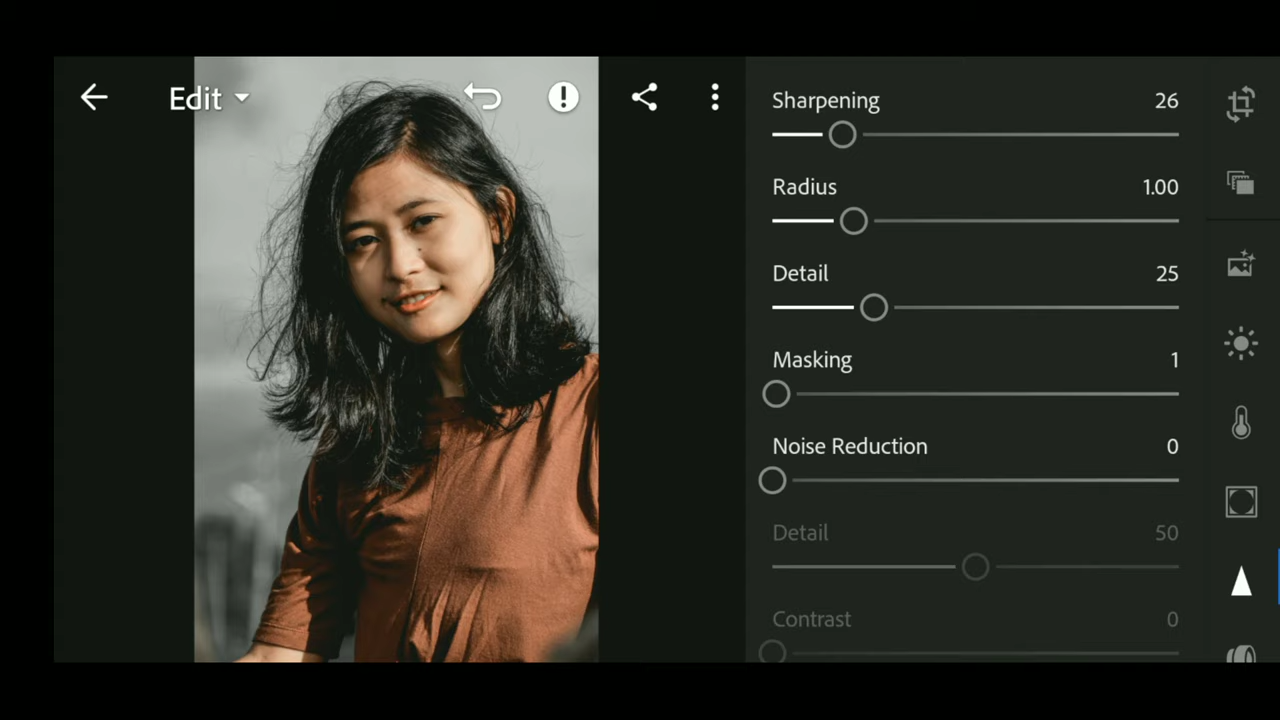 Edit
Sharpening 26
Radius 1.00
Detail 25
Masking 1
Noise Reduction 0
Detail 50
Contrast 0